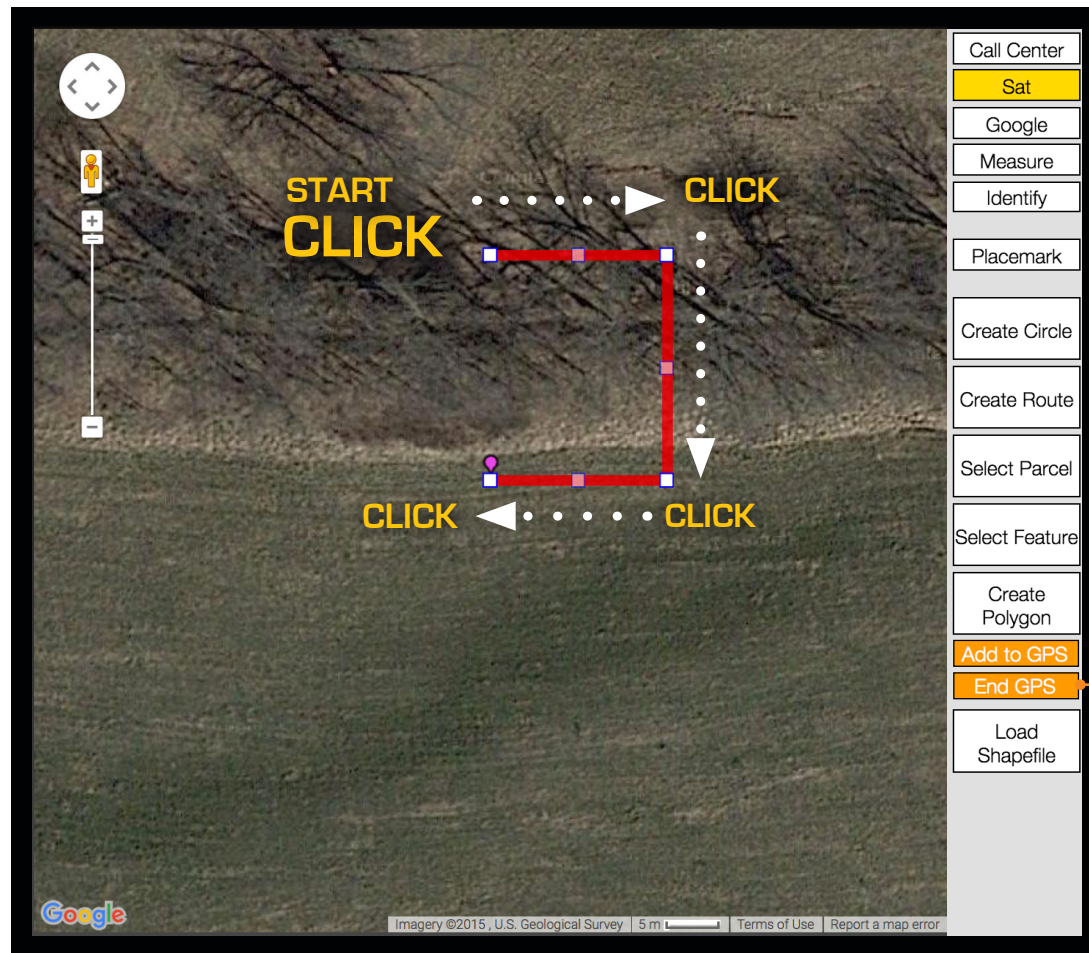 START
CLICK
CLICK
CLICK
CLICK
Google
Imagery ©2015 , U.S. Geological Survey
5 m
Terms of Use
Report a map error
Call Center
Sat
Google
Measure
Identify
Placemark
Create Circle
Create Route
Select Parcel
Select Feature
Create
Polygon
Add to GPS
End GPS
Load
Shapefile